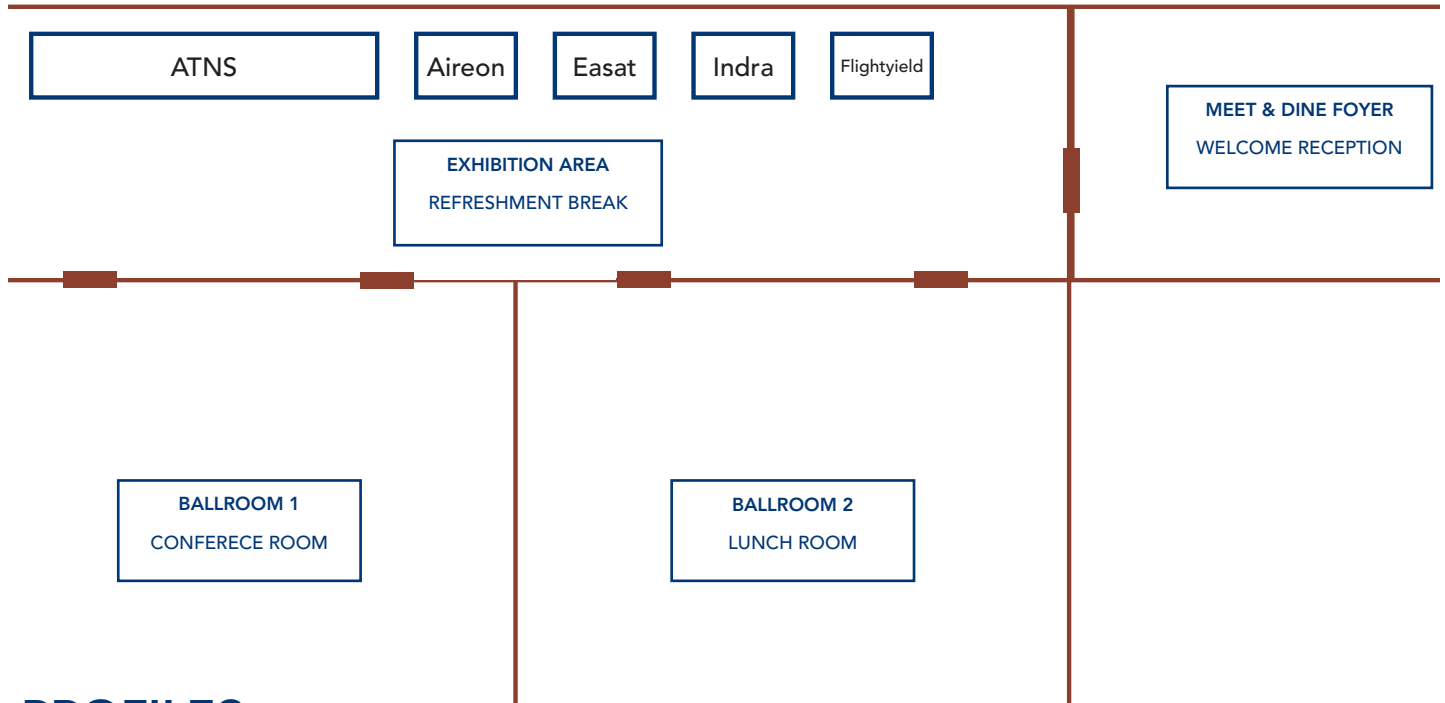 ATNS
Aireon
Easat
Indra
Flightyield
MEET & DINE FOYER
WELCOME RECEPTION
EXHIBITION AREA
REFRESHMENT BREAK
BALLROOM 1
CONFERECE ROOM
BALLROOM 2
LUNCH ROOM
PROFILES